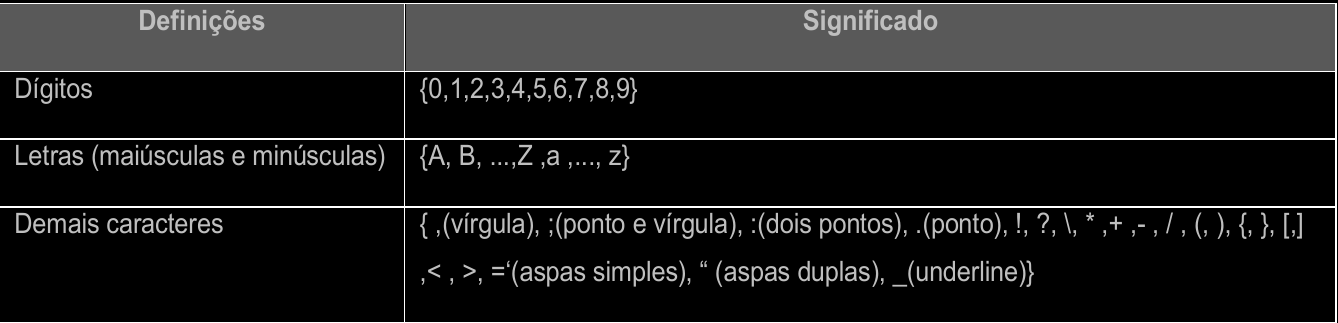 Definições Significado
Dígitos {0,1,2,3,4,5,6,7,8,9}
Letras (maiúsculas e minúsculas) {A, B, ...,Z ,a ,..., z}
Demais caracteres { ,(vírgula), ;(ponto e vírgula), :(dois pontos), .(ponto), !, ?, \, * ,+ ,- , / , (, ), {, }, [,]
,< , >, =‘(aspas simples), “ (aspas duplas), _(underline)}